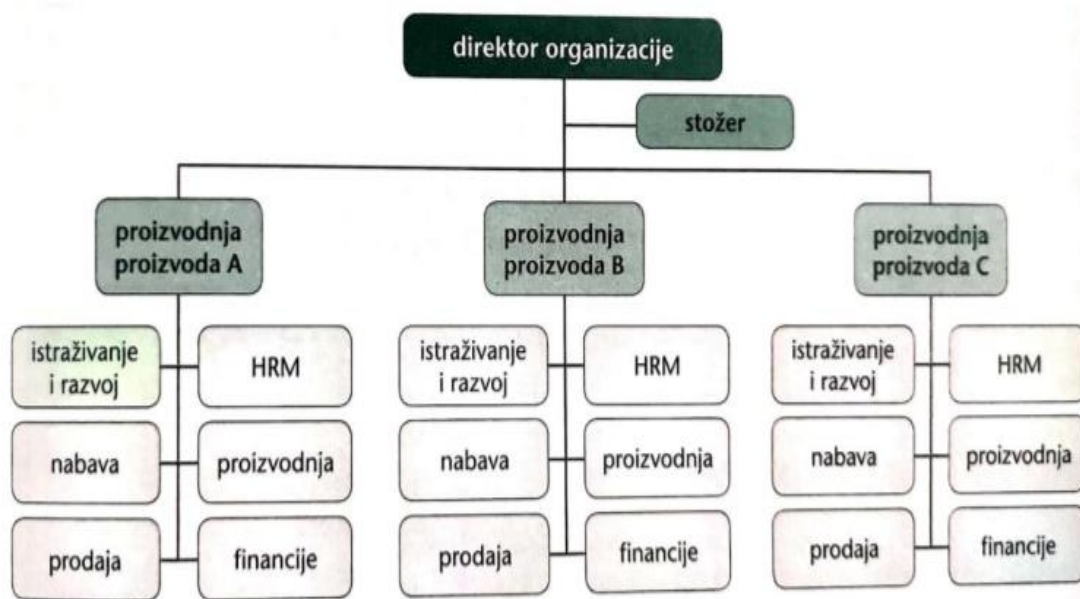 direktor organizacije
stožer
proizvodnja
proizvoda A
proizvodnja
proizvoda B
proizvodnja
proizvoda C
istraživanje
i razvoj
HRM
istraživanje
i razvoj
HRM
istraživanje
i razvoj
HRM
nabava
proizvodnja
nabava
proizvodnja
nabava
proizvodnja
prodaja
financije
prodaja
financije
prodaja
financije